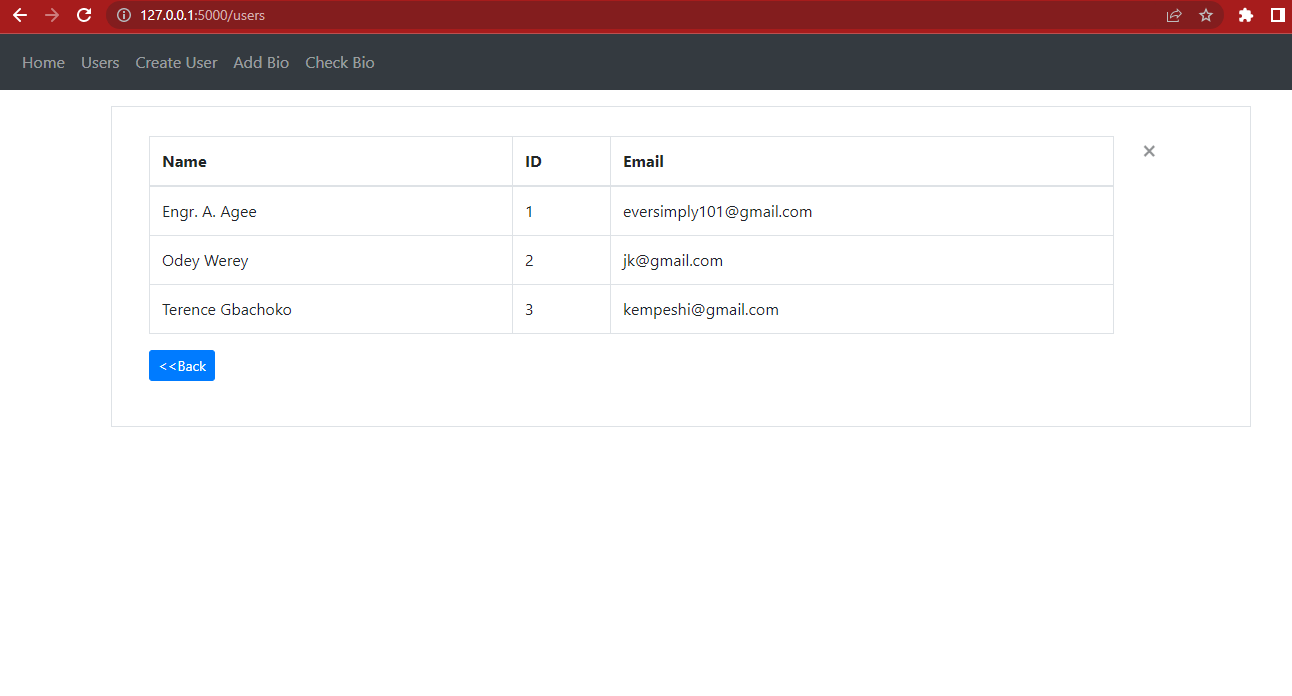 127.0.0.1:5000/users
Home Users Create User Add Bio Check Bio
Name ID Email
×
Engr. A. Agee 1 eversimply101@gmail.com
Odey Werey 2 jk@gmail.com
Terence Gbachoko 3 kempeshi@gmail.com
<<Back